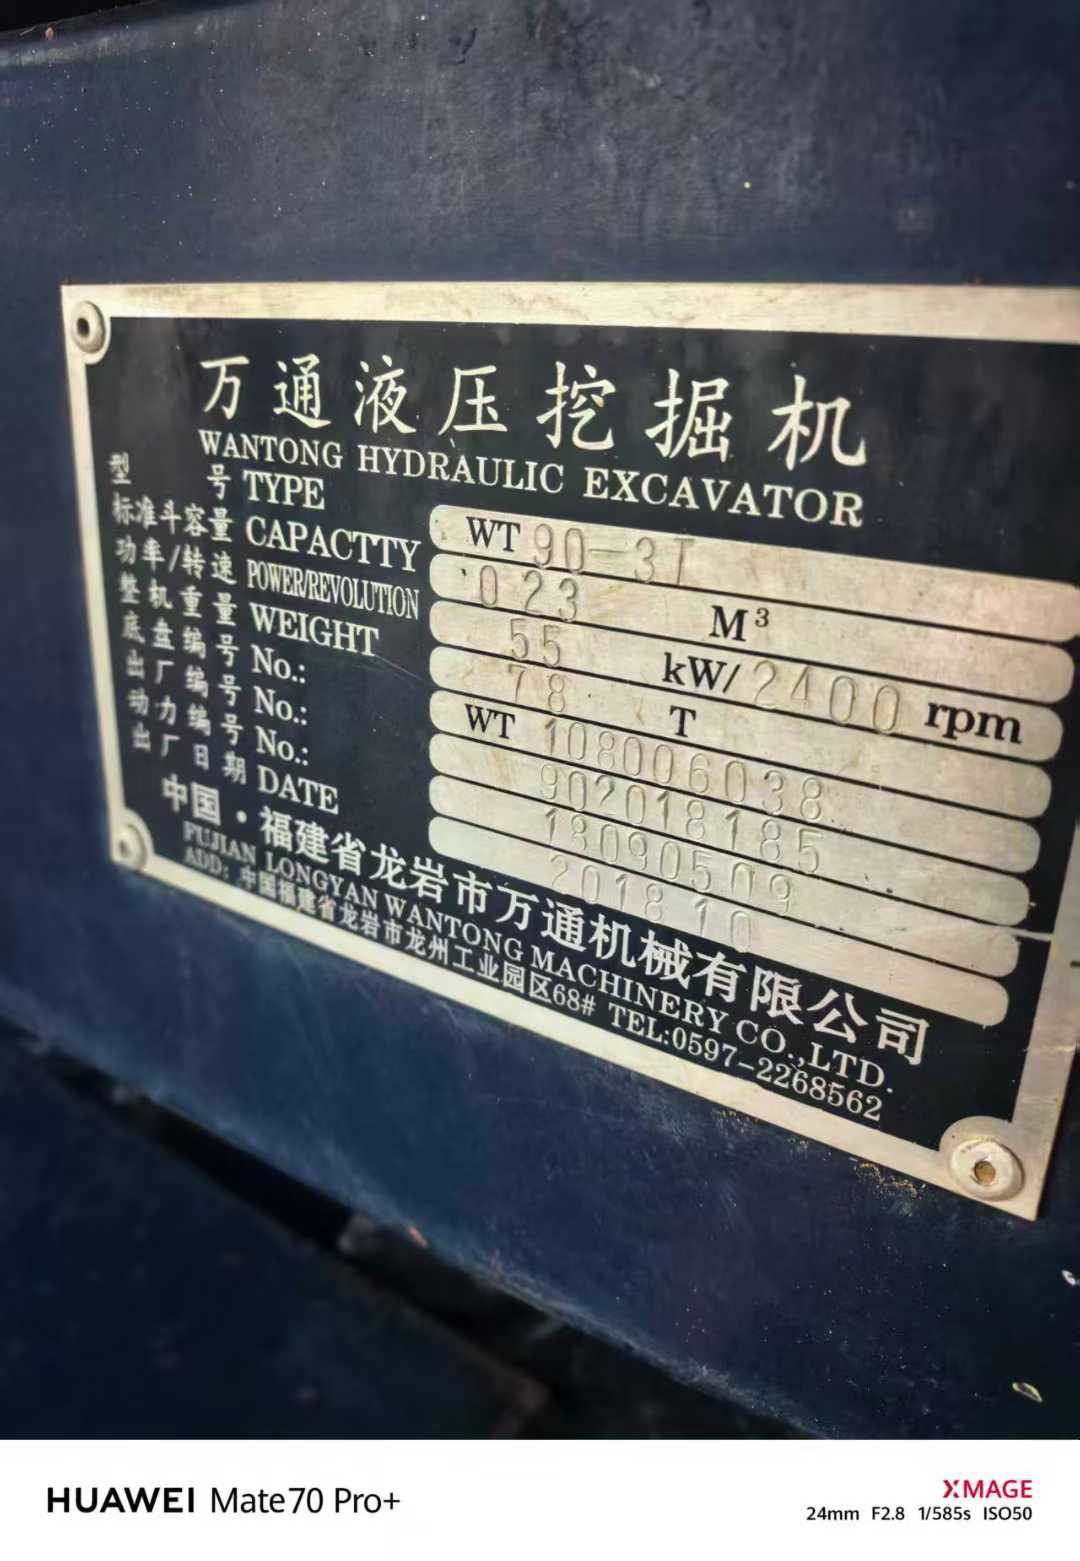 万通液压挖掘机
WANTONG HYDRAULIC EXCAVATOR
型号 TYPE WT 90-3T
标准斗容量 CAPACTTY 0.23 M³
功率/转速 POWER/REVOLUTION 55 kW/ 2400 rpm
整机重量 WEIGHT 78 T
底盘编号 No.: WT 108006038
出厂编号 No.: 902018185
动力编号 No.: 18090509
出厂日期 DATE 2018 10
中国·福建省龙岩市万通机械有限公司
FUJIAN LONGYAN WANTONG MACHINERY CO.,LTD.
ADD: 中国福建省龙岩市龙州工业园区68# TEL:0597-2268562
HUAWEI Mate70 Pro+
XMAGE
24mm F2.8 1/585s ISO50